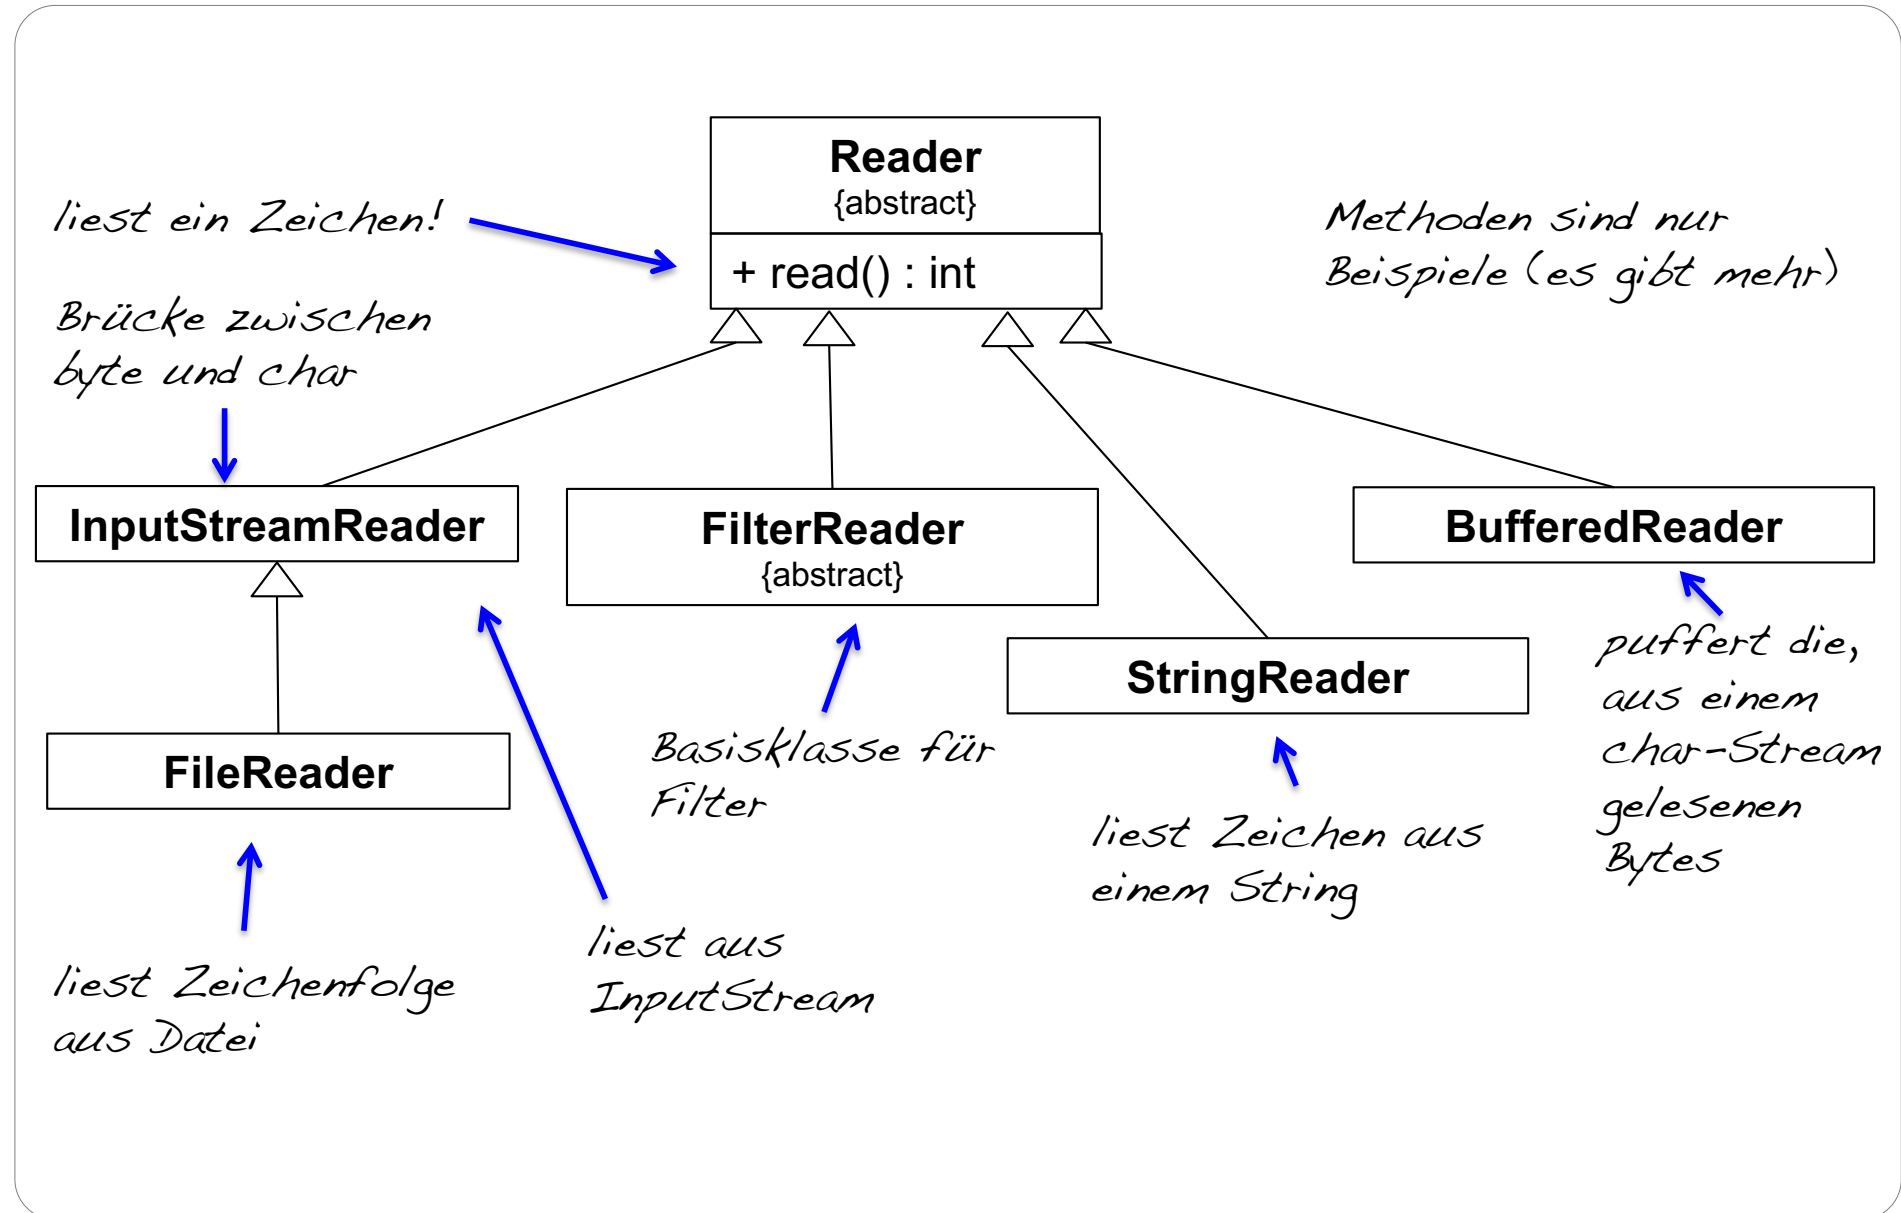 Reader
{abstract}
+ read() : int
liest ein Zeichen!
Methoden sind nur
Beispiele (es gibt mehr)
Brücke zwischen
byte und char
InputStreamReader
FilterReader
{abstract}
BufferedReader
StringReader
FileReader
puffert die,
aus einem
char-Stream
gelesenen
Bytes
Basisklasse für
Filter
liest Zeichen aus
einem String
liest aus
InputStream
liest Zeichenfolge
aus Datei